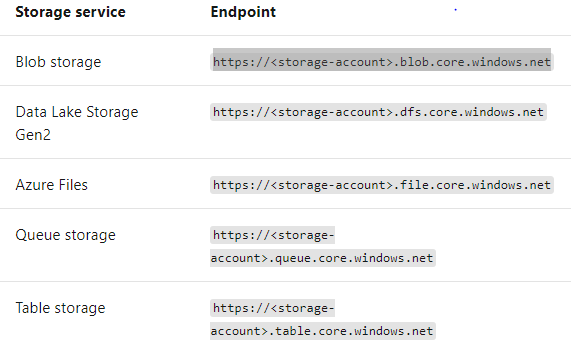 Storage service Endpoint
Blob storage https://<storage-account>.blob.core.windows.net
Data Lake Storage https://<storage-account>.dfs.core.windows.net
Gen2
Azure Files https://<storage-account>.file.core.windows.net
Queue storage https://<storage-
account>.queue.core.windows.net
Table storage https://<storage-
account>.table.core.windows.net